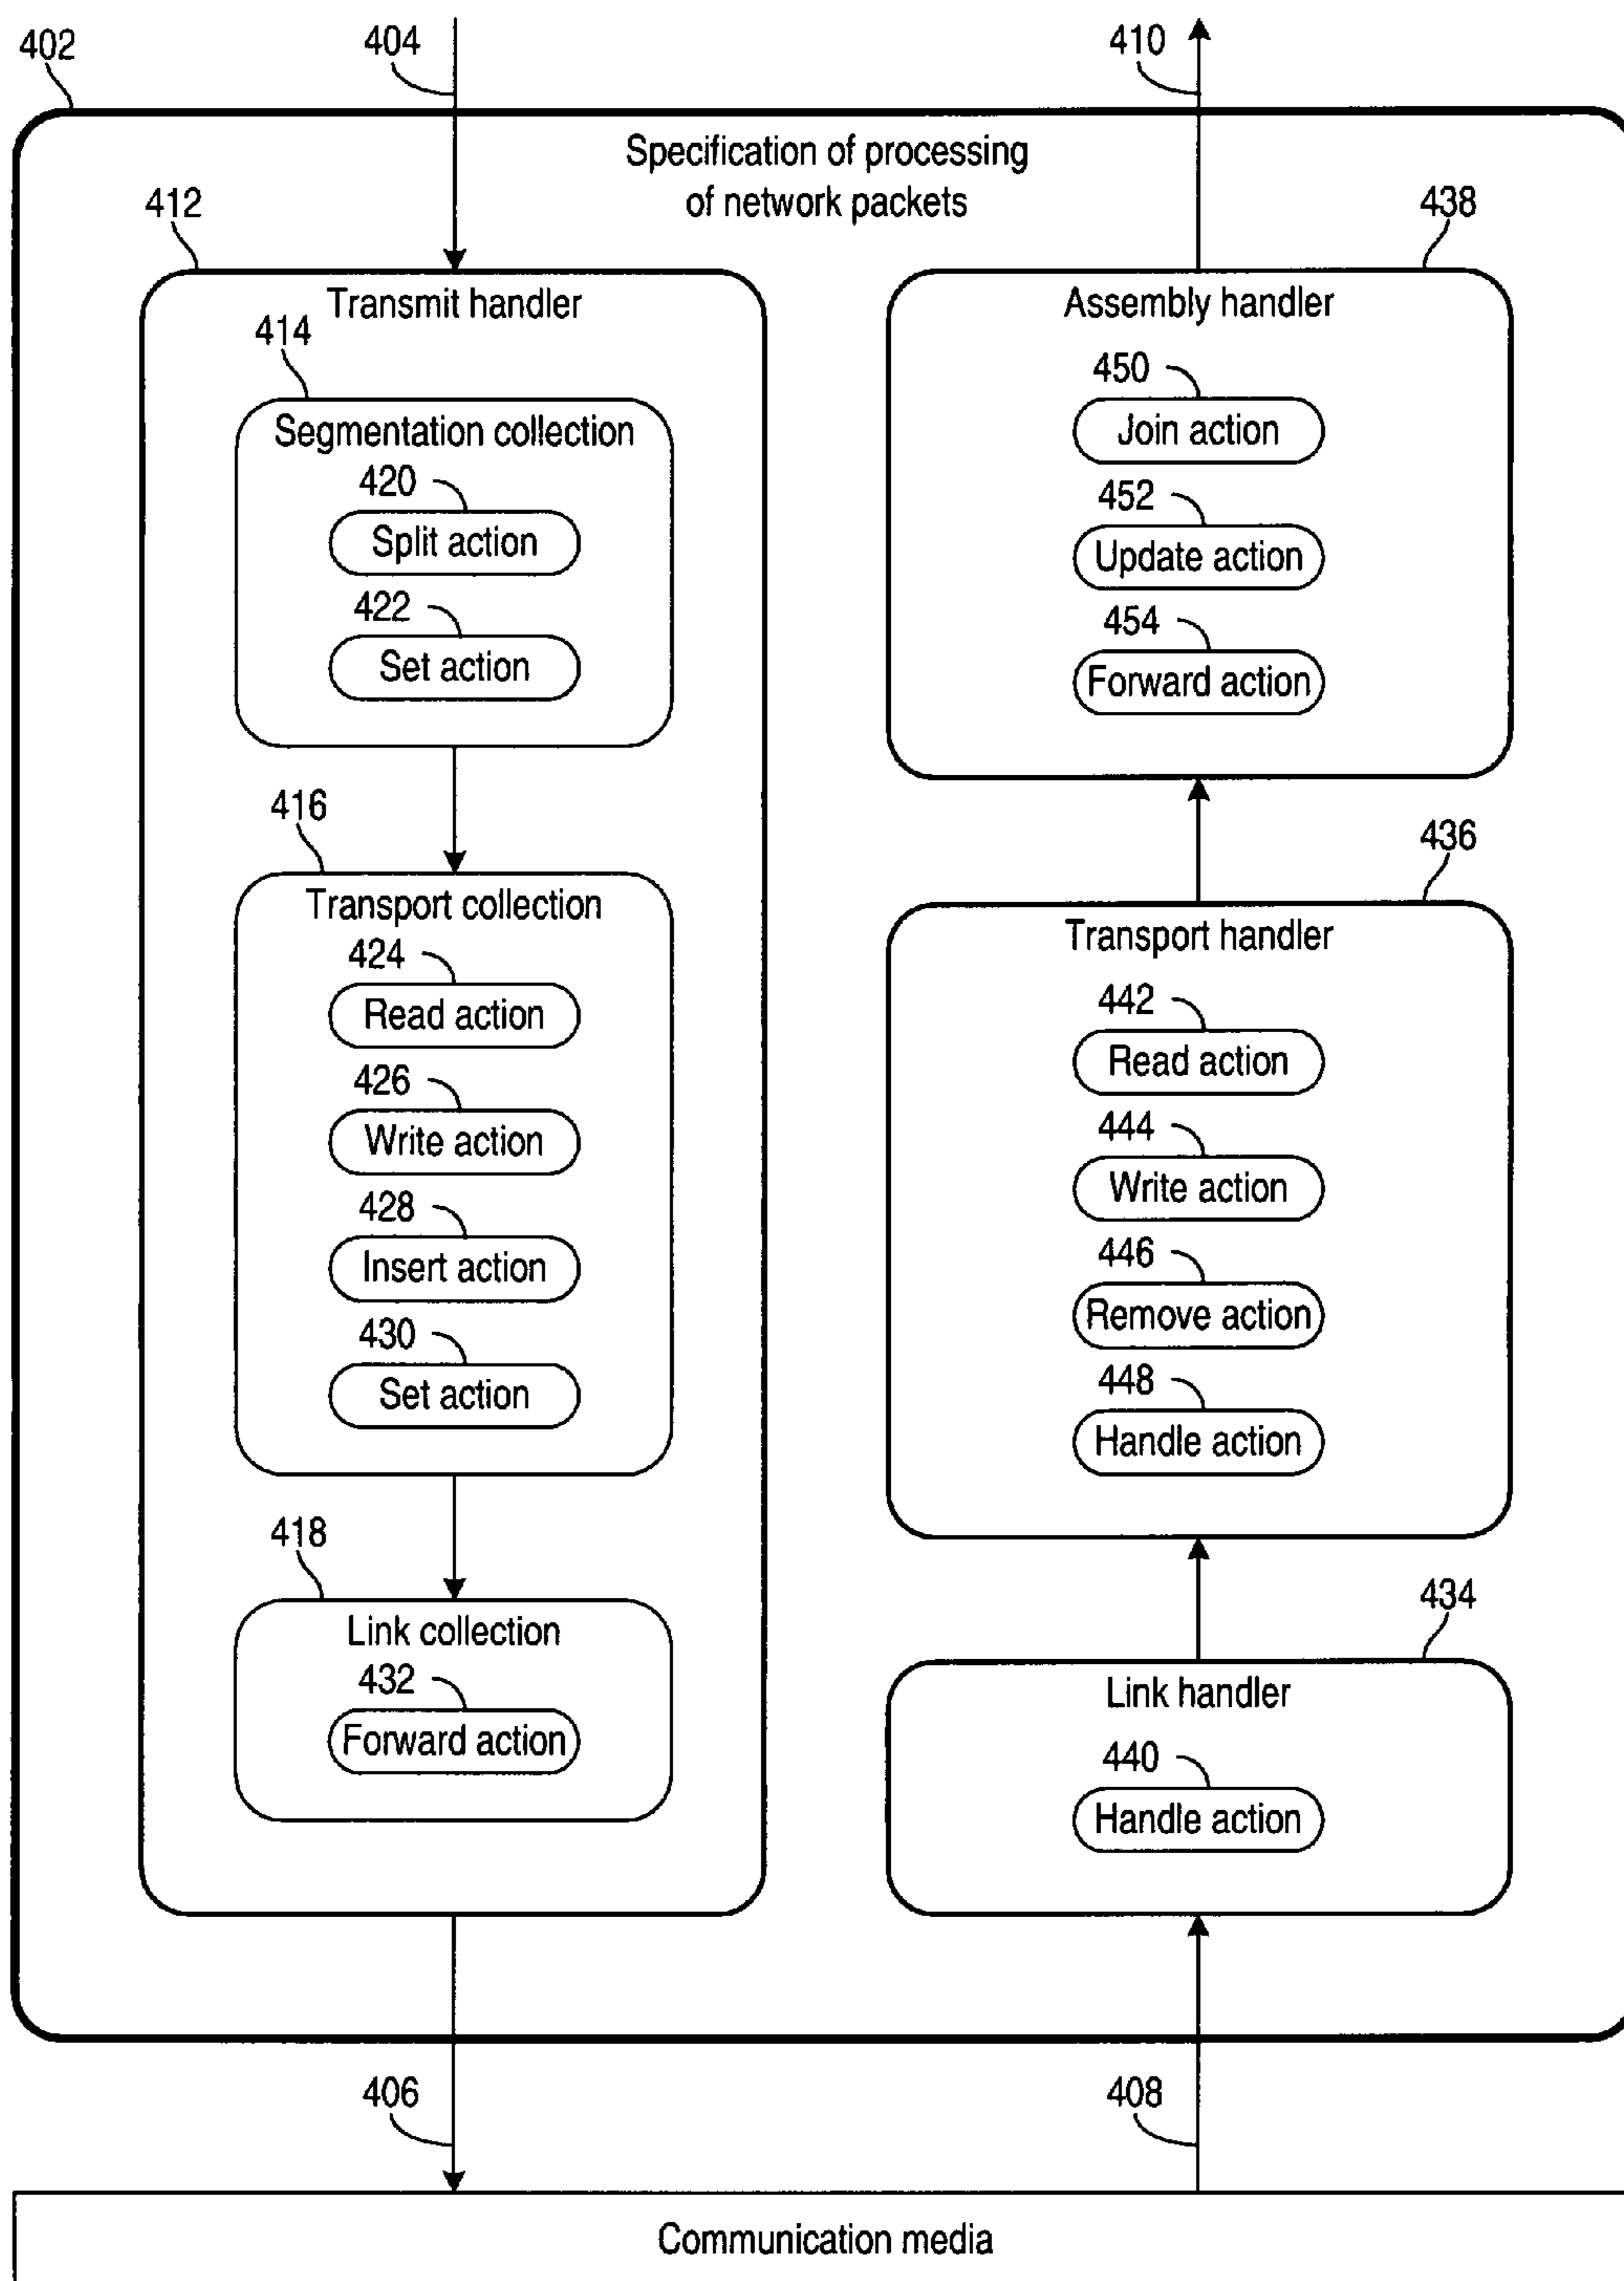 402
404
410
Specification of processing
of network packets
412
Transmit handler
414
Segmentation collection
420
Split action
422
Set action
416
Transport collection
424
Read action
426
Write action
428
Insert action
430
Set action
418
Link collection
432
Forward action
438
Assembly handler
450
Join action
452
Update action
454
Forward action
436
Transport handler
442
Read action
444
Write action
446
Remove action
448
Handle action
434
Link handler
440
Handle action
406
408
Communication media